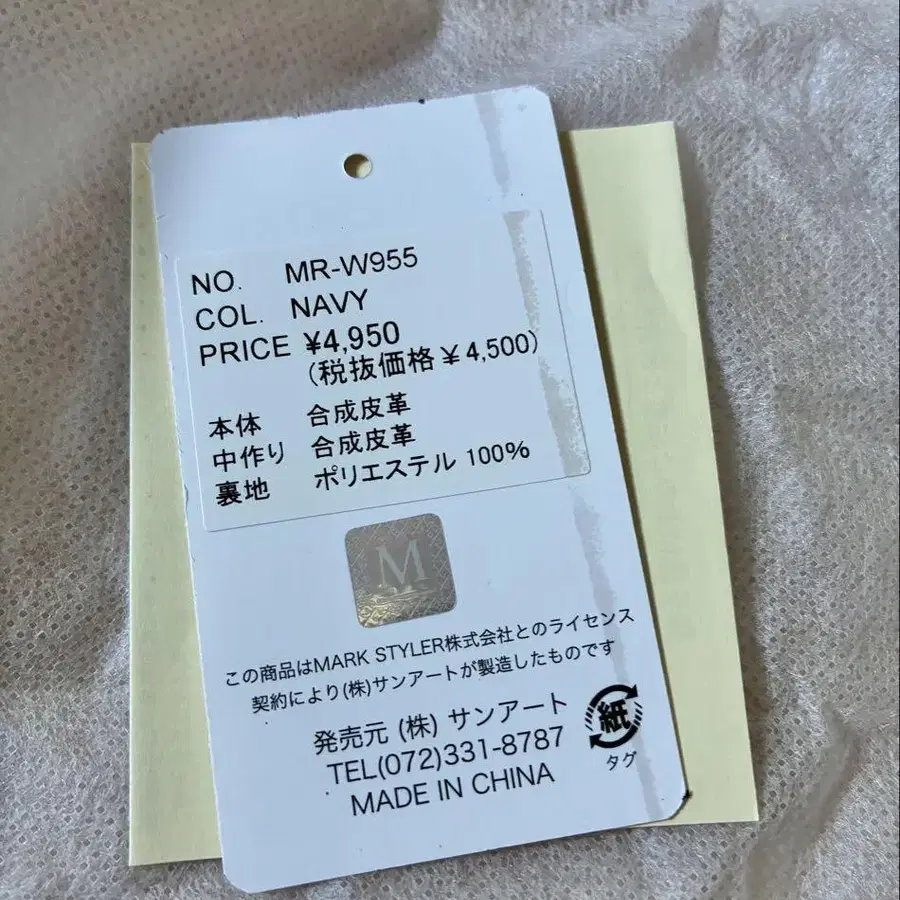 NO. MR-W955
COL. NAVY
PRICE ¥4,950
(税抜価格￥4,500)
本体 合成皮革
中作り 合成皮革
裏地 ポリエステル 100%
M
この商品はMARK STYLER株式会社とのライセンス
契約により(株)サンアートが製造したものです
発売元 (株) サンアート
TEL(072)331-8787
MADE IN CHINA
紙
タグ